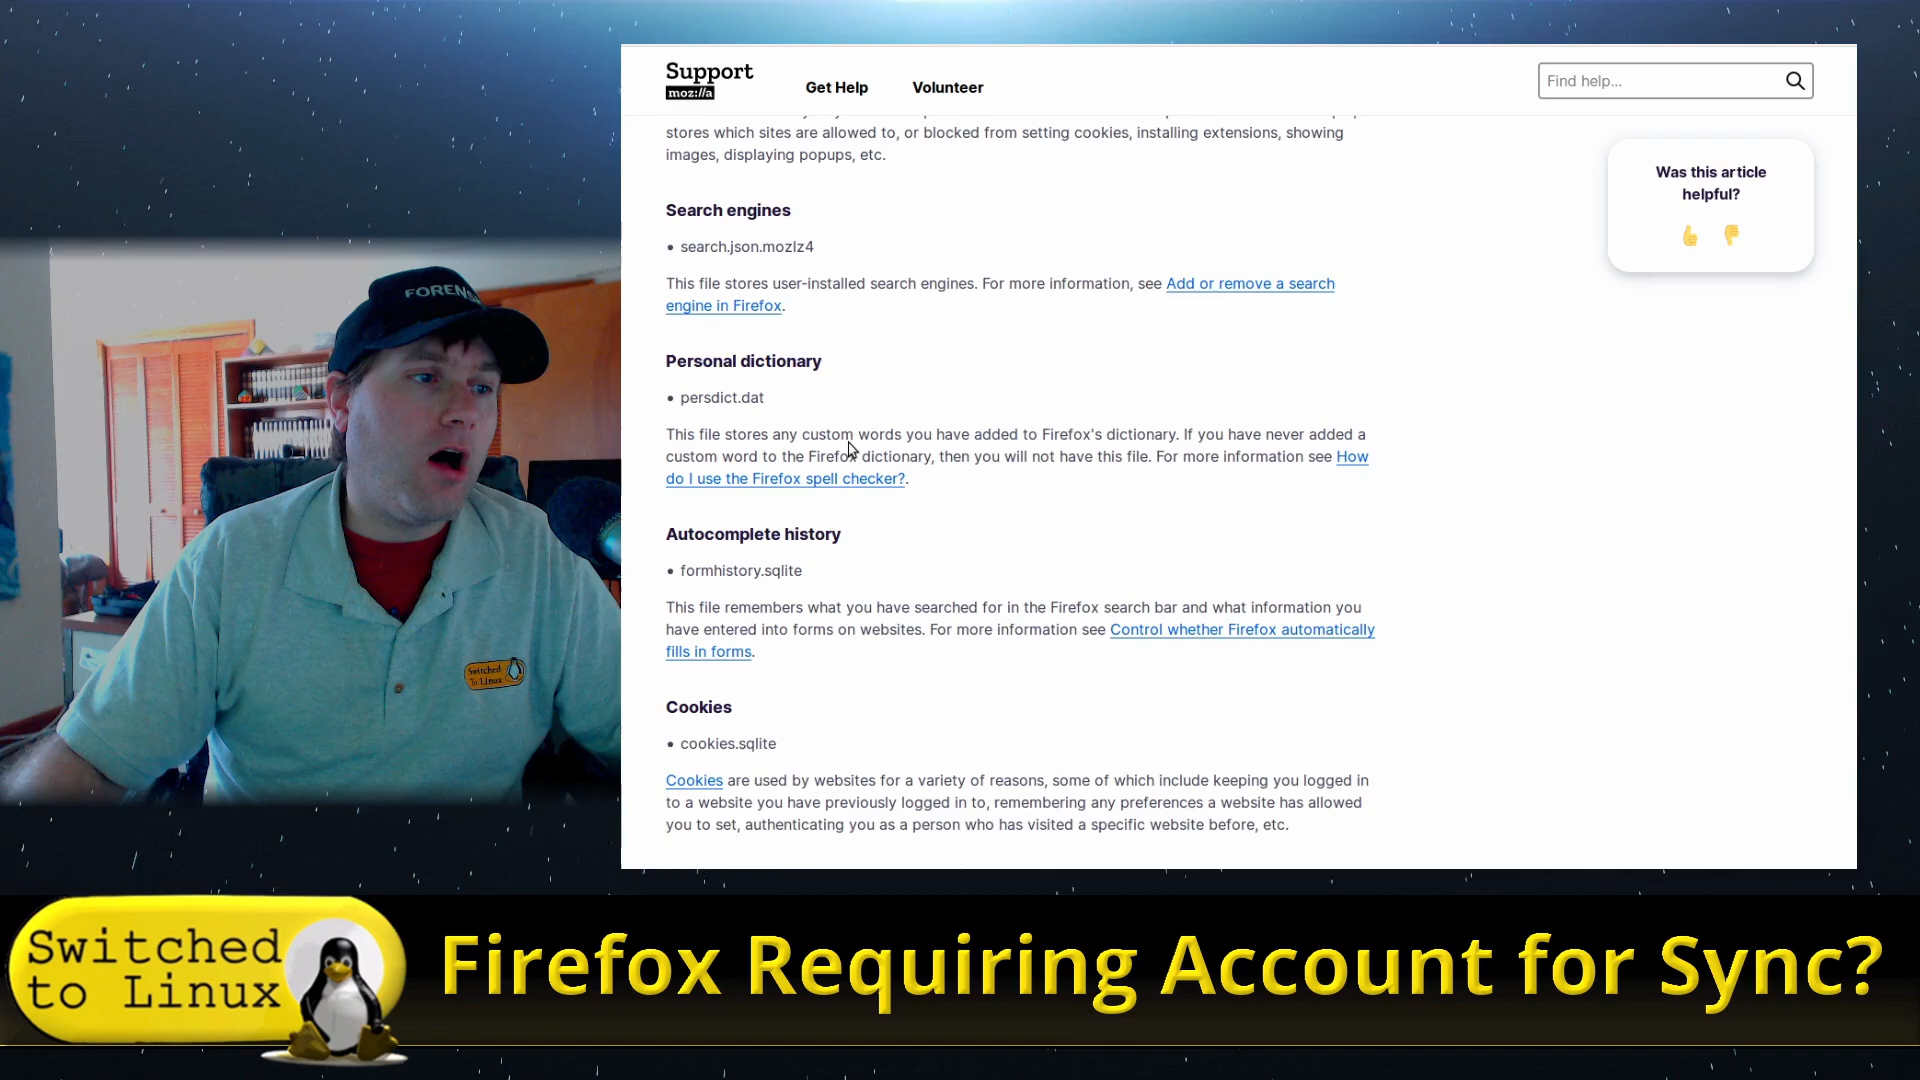 Support
moz://a
Get Help
Volunteer
Find help...
stores which sites are allowed to, or blocked from setting cookies, installing extensions, showing
images, displaying popups, etc.
Was this article
helpful?
Search engines
• search.json.mozlz4
This file stores user-installed search engines. For more information, see Add or remove a search
engine in Firefox.
Personal dictionary
• persdict.dat
This file stores any custom words you have added to Firefox's dictionary. If you have never added a
custom word to the Firefox dictionary, then you will not have this file. For more information see How
do I use the Firefox spell checker?.
Autocomplete history
• formhistory.sqlite
This file remembers what you have searched for in the Firefox search bar and what information you
have entered into forms on websites. For more information see Control whether Firefox automatically
fills in forms.
Cookies
• cookies.sqlite
Cookies are used by websites for a variety of reasons, some of which include keeping you logged in
to a website you have previously logged in to, remembering any preferences a website has allowed
you to set, authenticating you as a person who has visited a specific website before, etc.
FORENS
Switched
To Linux
Switched
to Linux
Firefox Requiring Account for Sync?